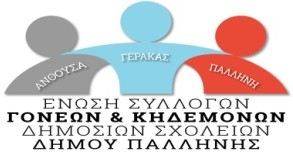 ΑΝΘΟΥΣΑ
ΓΕΡΑΚΑΣ
ΠΑΛΛΗΝΗ
ΕΝΩΣΗ ΣΥΛΛΟΓΩΝ
ΓΟΝΕΩΝ & ΚΗΔΕΜΟΝΩΝ
ΔΗΜΟΣΙΩΝ ΣΧΟΛΕΙΩΝ
ΔΗΜΟΥ ΠΑΛΛΗΝΗΣ